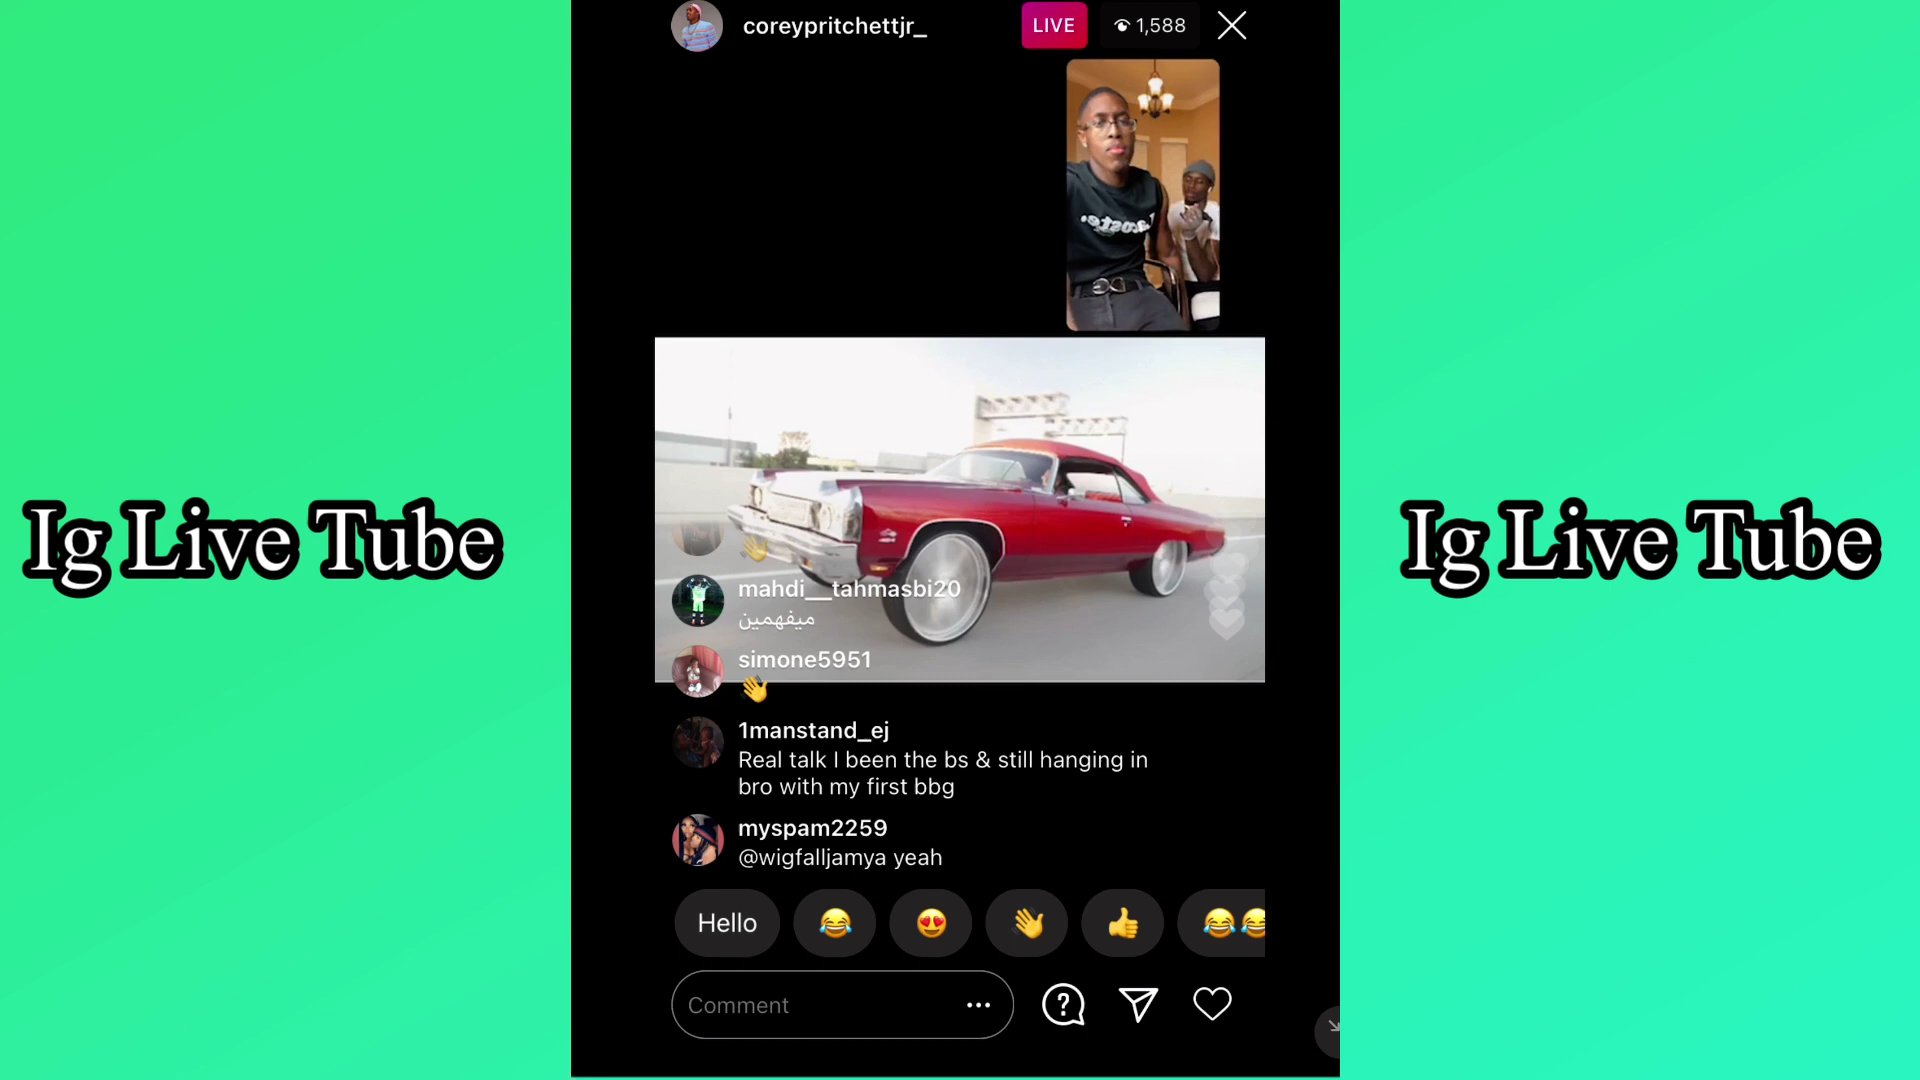 coreypritchettjr_
LIVE
1,588
Ig Live Tube
Ig Live Tube
mahdi__tahmasbi20
میفهمین
simone5951
👋
1manstand_ej
Real talk I been the bs & still hanging in
bro with my first bbg
myspam2259
@wigfalljamya yeah
Hello
Comment